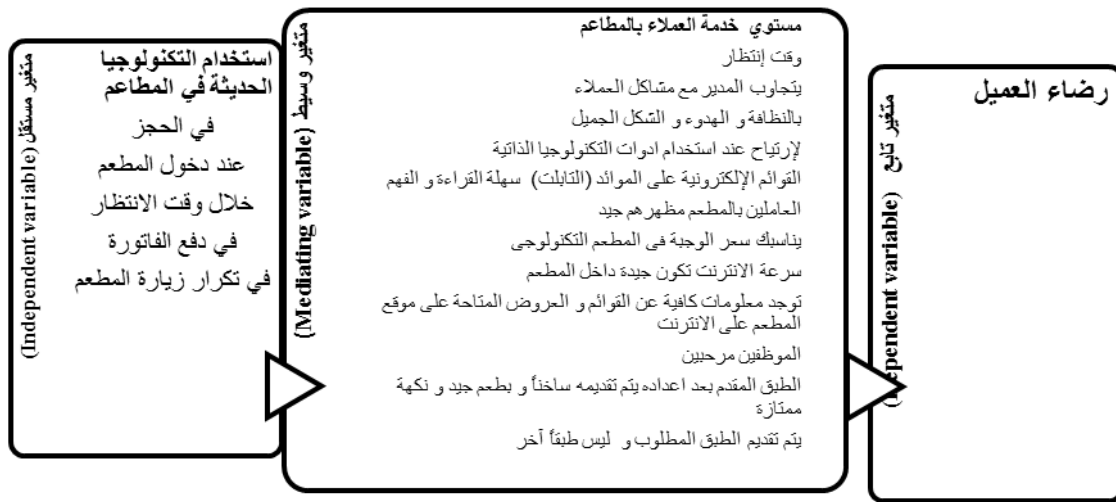 متغير مستقل
(Independent variable)
استخدام التكنولوجيا
الحديثة في المطاعم
في الحجز
عند دخول المطعم
خلال وقت الانتظار
في دفع الفاتورة
في تكرار زيارة المطعم
متغير وسيط (Mediating variable)
مستوي خدمة العملاء بالمطاعم
وقت إنتظار
يتجاوب المدير مع مشاكل العملاء
بالنظافة و الهدوء و الشكل الجميل
لإرتياح عند استخدام ادوات التكنولوجيا الذاتية
القوائم الإلكترونية على الموائد (التابلت) سهلة القراءة و الفهم
العاملين بالمطعم مظهرهم جيد
يناسبك سعر الوجبة فى المطعم التكنولوجى
سرعة الانترنت تكون جيدة داخل المطعم
توجد معلومات كافية عن القوائم و العروض المتاحة على موقع
المطعم على الانترنت
الموظفين مرحبين
الطبق المقدم بعد اعداده يتم تقديمه ساخناً و بطعم جيد و نكهة
ممتازة
يتم تقديم الطبق المطلوب و ليس طبقاً آخر
متغير تابع (Dependent variable)
رضاء العميل